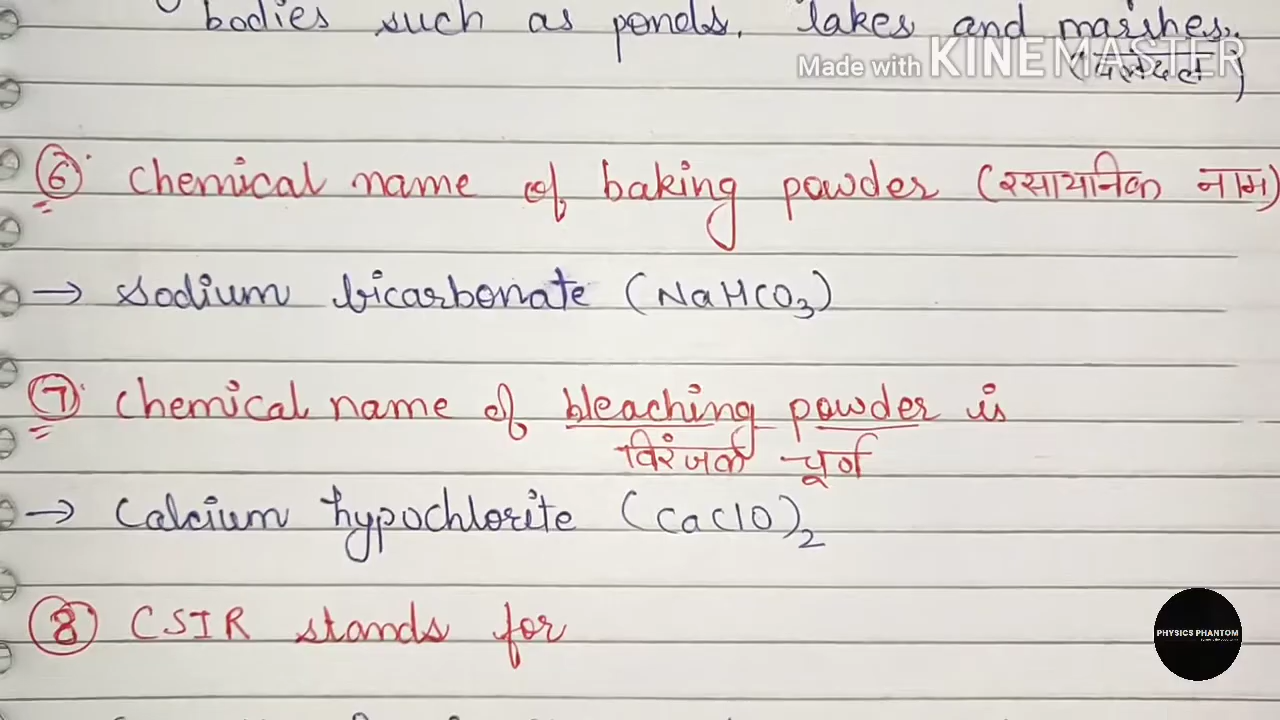 bodies such as ponds, lakes and marshes.
Made with KINEMASTER
⑥ chemical name of baking powder (रसायनिक नाम)
→ sodium bicarbonate (NaHCO₃)
⑦ chemical name of bleaching powder is
विरंजक चूर्ण
→ Calcium hypochlorite (CaClO)₂
⑧ CSIR stands for
PHYSICS PHANTOM